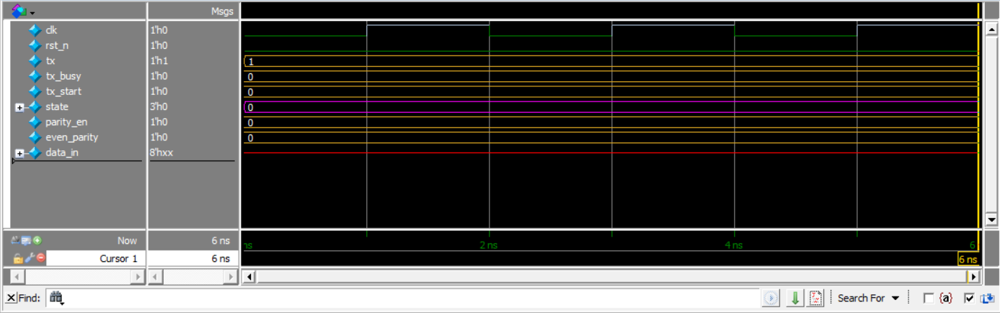 Msgs
clk 1'h0
rst_n 1'h0
tx 1'h1 1
tx_busy 1'h0 0
tx_start 1'h0 0
state 3'h0 0
parity_en 1'h0 0
even_parity 1'h0 0
data_in 8'hxx
Now 6 ns ns 2 ns 4 ns 6
Cursor 1 6 ns 6 ns
Find: Search For {a}